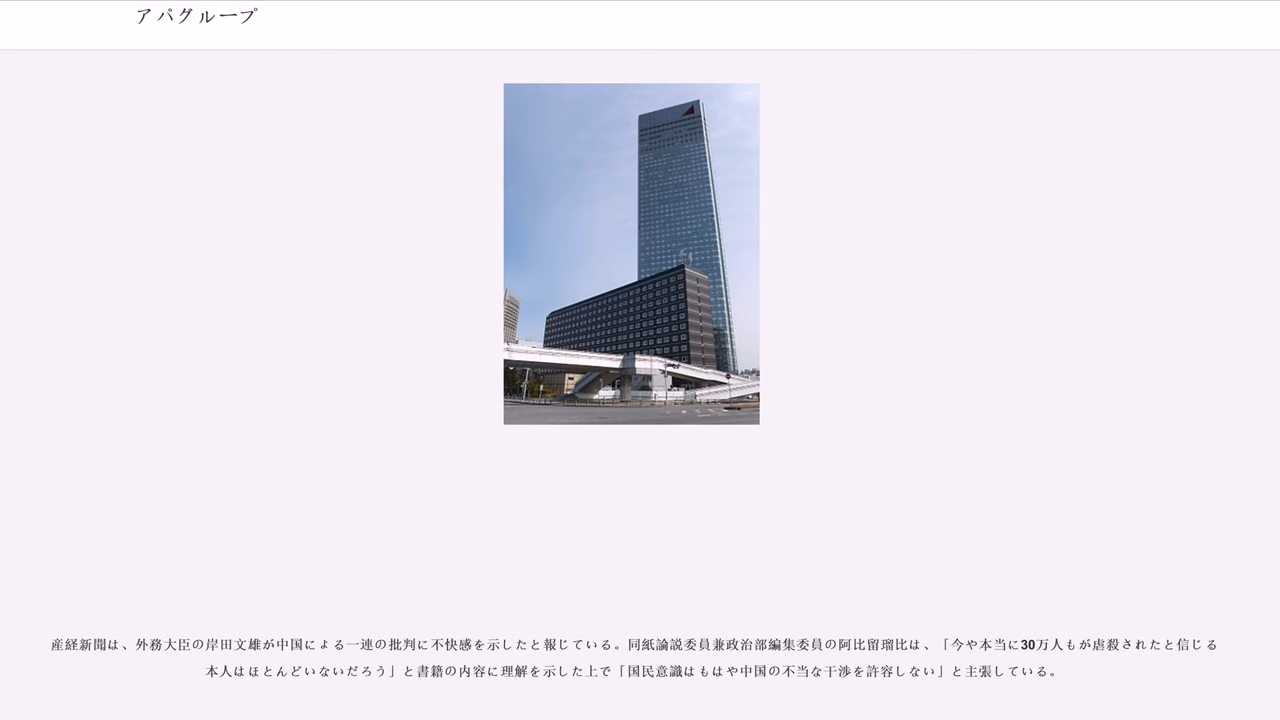 アパグループ
産経新聞は、外務大臣の岸田文雄が中国による一連の批判に不快感を示したと報じている。同紙論説委員兼政治部編集委員の阿比留瑠比は、「今や本当に30万人もが虐殺されたと信じる
本人はほとんどいないだろう」と書籍の内容に理解を示した上で「国民意識はもはや中国の不当な干渉を許容しない」と主張している。